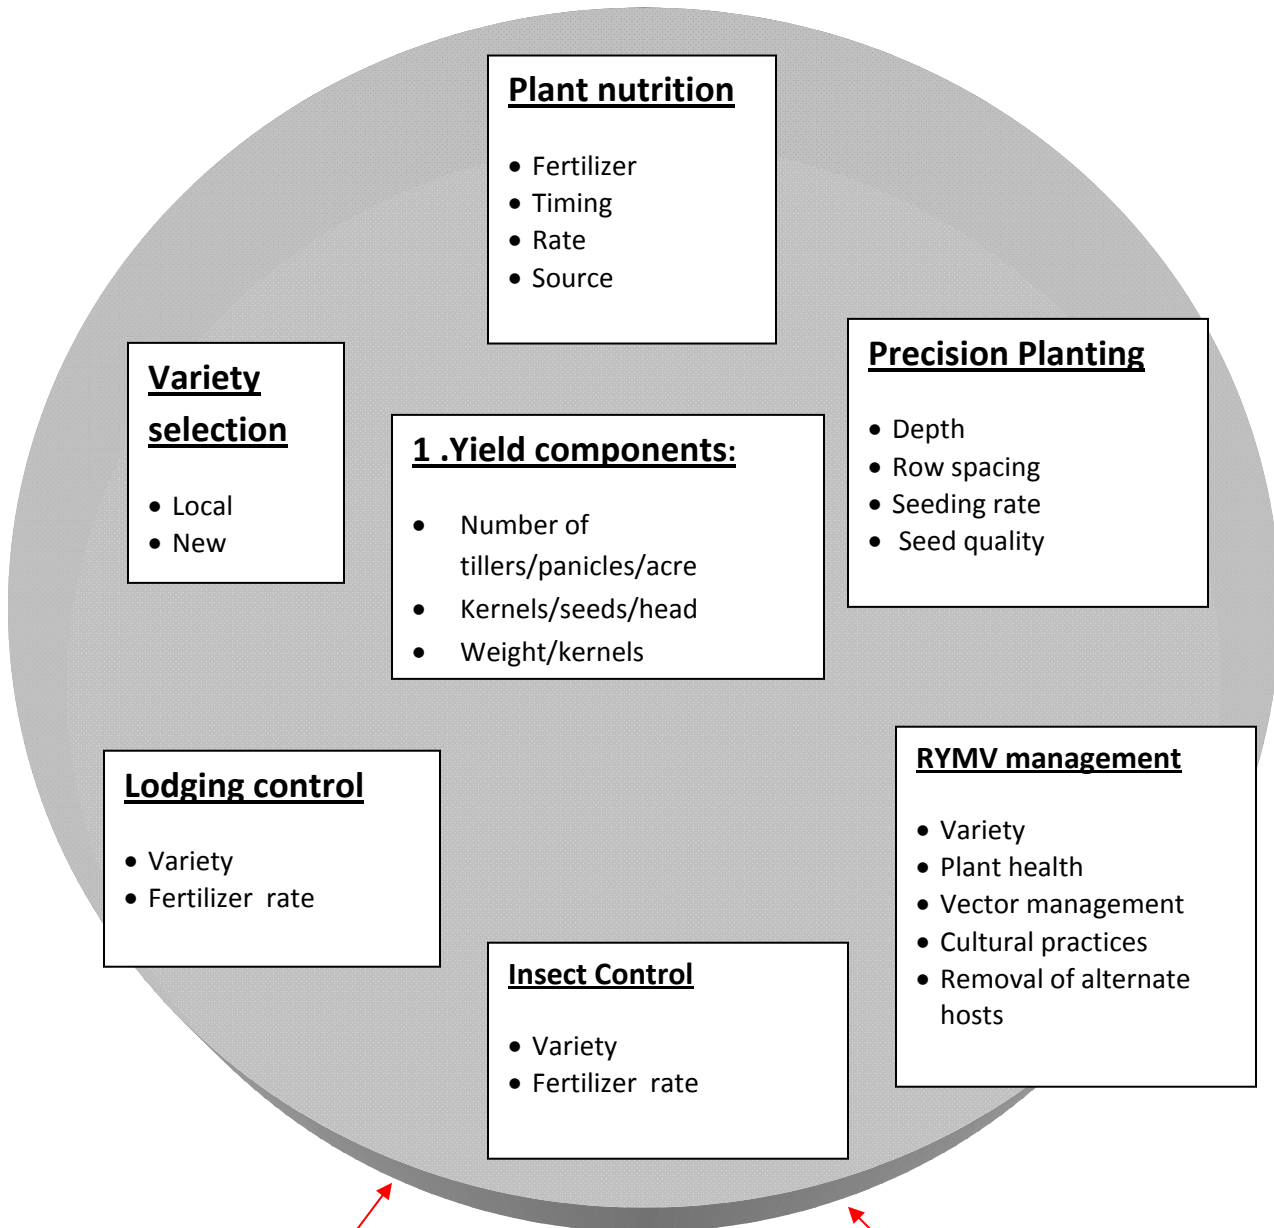 Plant nutrition
• Fertilizer
• Timing
• Rate
• Source
Precision Planting
• Depth
• Row spacing
• Seeding rate
• Seed quality
Variety
selection
• Local
• New
1 .Yield components:
• Number of
tillers/panicles/acre
• Kernels/seeds/head
• Weight/kernels
RYMV management
• Variety
• Plant health
• Vector management
• Cultural practices
• Removal of alternate
hosts
Lodging control
• Variety
• Fertilizer rate
Insect Control
• Variety
• Fertilizer rate